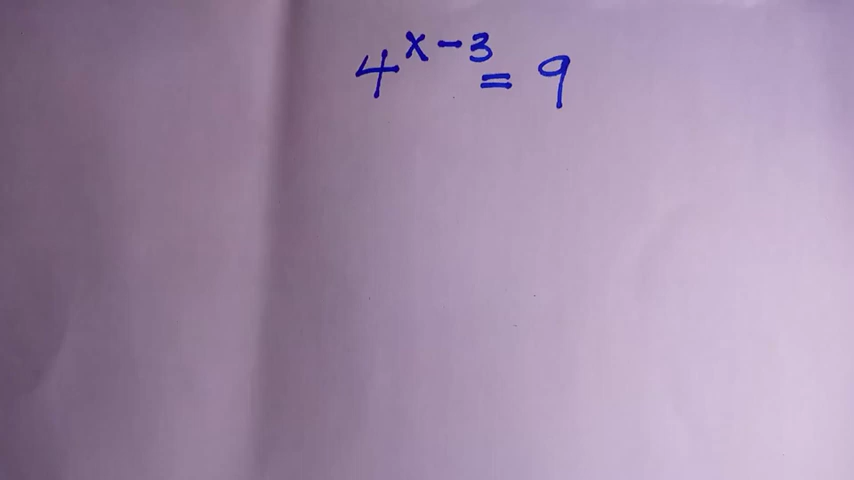 4^{x-3} = 9